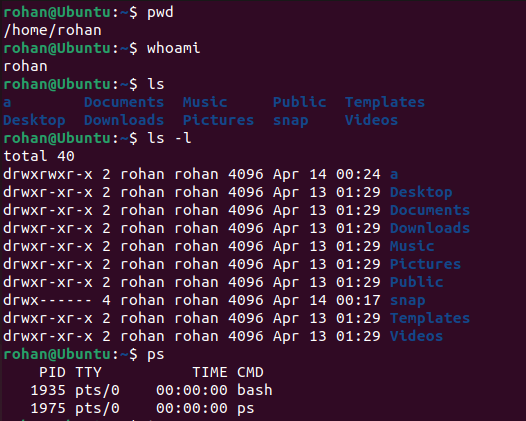 rohan@Ubuntu:~$ pwd
/home/rohan
rohan@Ubuntu:~$ whoami
rohan
rohan@Ubuntu:~$ ls
a        Documents  Music     Public  Templates
Desktop  Downloads  Pictures  snap    Videos
rohan@Ubuntu:~$ ls -l
total 40
drwxrwxr-x 2 rohan rohan 4096 Apr 14 00:24 a
drwxr-xr-x 2 rohan rohan 4096 Apr 13 01:29 Desktop
drwxr-xr-x 2 rohan rohan 4096 Apr 13 01:29 Documents
drwxr-xr-x 2 rohan rohan 4096 Apr 13 01:29 Downloads
drwxr-xr-x 2 rohan rohan 4096 Apr 13 01:29 Music
drwxr-xr-x 2 rohan rohan 4096 Apr 13 01:29 Pictures
drwxr-xr-x 2 rohan rohan 4096 Apr 13 01:29 Public
drwx------ 4 rohan rohan 4096 Apr 14 00:17 snap
drwxr-xr-x 2 rohan rohan 4096 Apr 13 01:29 Templates
drwxr-xr-x 2 rohan rohan 4096 Apr 13 01:29 Videos
rohan@Ubuntu:~$ ps
    PID TTY          TIME CMD
   1935 pts/0    00:00:00 bash
   1975 pts/0    00:00:00 ps